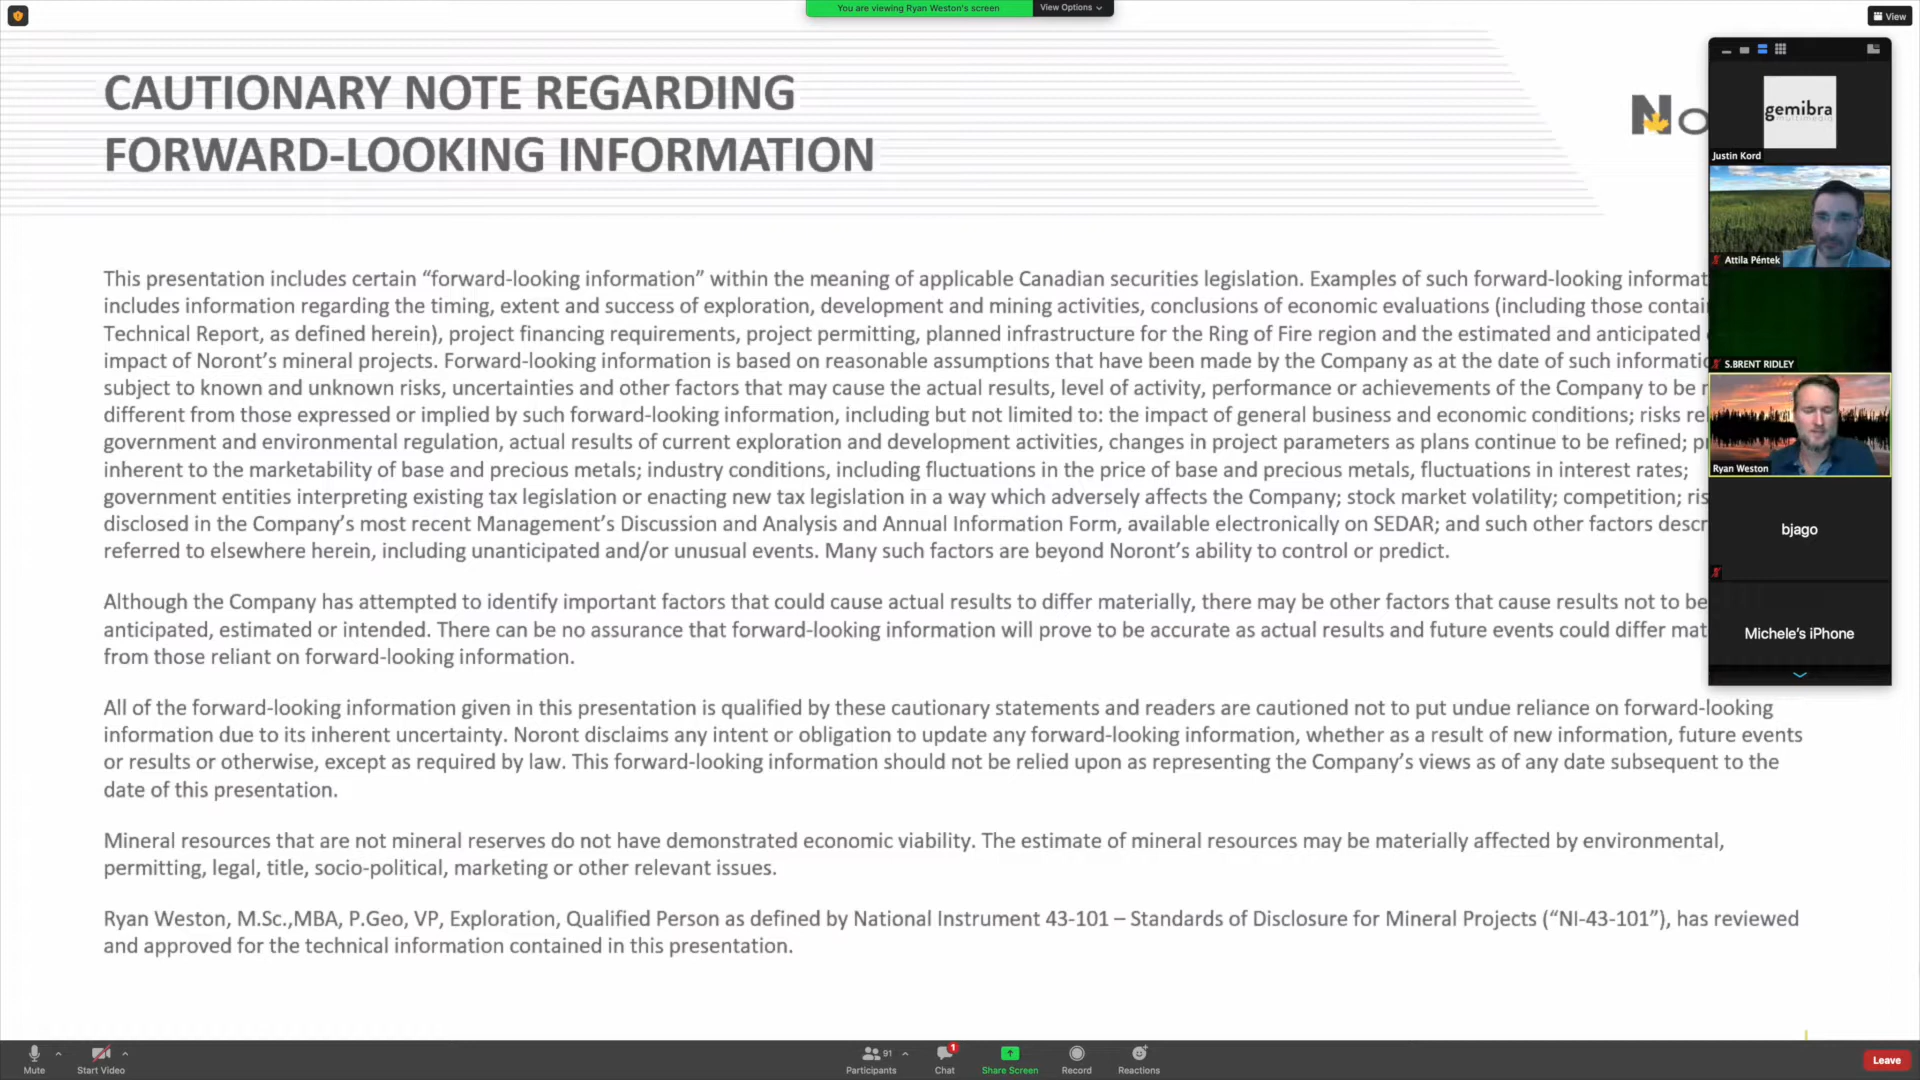 You are viewing Ryan Weston's screen
View Options
View
CAUTIONARY NOTE REGARDING
FORWARD-LOOKING INFORMATION
No
gemibra
multimedia
Justin Kord
Attila Péntek
S.BRENT RIDLEY
Ryan Weston
bjago
Michele's iPhone
This presentation includes certain “forward-looking information” within the meaning of applicable Canadian securities legislation. Examples of such forward-looking informat
includes information regarding the timing, extent and success of exploration, development and mining activities, conclusions of economic evaluations (including those contai
Technical Report, as defined herein), project financing requirements, project permitting, planned infrastructure for the Ring of Fire region and the estimated and anticipated
impact of Noront’s mineral projects. Forward-looking information is based on reasonable assumptions that have been made by the Company as at the date of such informatio
subject to known and unknown risks, uncertainties and other factors that may cause the actual results, level of activity, performance or achievements of the Company to be
different from those expressed or implied by such forward-looking information, including but not limited to: the impact of general business and economic conditions; risks rel
government and environmental regulation, actual results of current exploration and development activities, changes in project parameters as plans continue to be refined; p
inherent to the marketability of base and precious metals; industry conditions, including fluctuations in the price of base and precious metals, fluctuations in interest rates;
government entities interpreting existing tax legislation or enacting new tax legislation in a way which adversely affects the Company; stock market volatility; competition; ris
disclosed in the Company’s most recent Management’s Discussion and Analysis and Annual Information Form, available electronically on SEDAR; and such other factors descr
referred to elsewhere herein, including unanticipated and/or unusual events. Many such factors are beyond Noront’s ability to control or predict.
Although the Company has attempted to identify important factors that could cause actual results to differ materially, there may be other factors that cause results not to be
anticipated, estimated or intended. There can be no assurance that forward-looking information will prove to be accurate as actual results and future events could differ mat
from those reliant on forward-looking information.
All of the forward-looking information given in this presentation is qualified by these cautionary statements and readers are cautioned not to put undue reliance on forward-looking
information due to its inherent uncertainty. Noront disclaims any intent or obligation to update any forward-looking information, whether as a result of new information, future events
or results or otherwise, except as required by law. This forward-looking information should not be relied upon as representing the Company’s views as of any date subsequent to the
date of this presentation.
Mineral resources that are not mineral reserves do not have demonstrated economic viability. The estimate of mineral resources may be materially affected by environmental,
permitting, legal, title, socio-political, marketing or other relevant issues.
Ryan Weston, M.Sc.,MBA, P.Geo, VP, Exploration, Qualified Person as defined by National Instrument 43-101 – Standards of Disclosure for Mineral Projects (“NI-43-101”), has reviewed
and approved for the technical information contained in this presentation.
Mute
Start Video
91
Participants
1
Chat
Share Screen
Record
Reactions
Leave